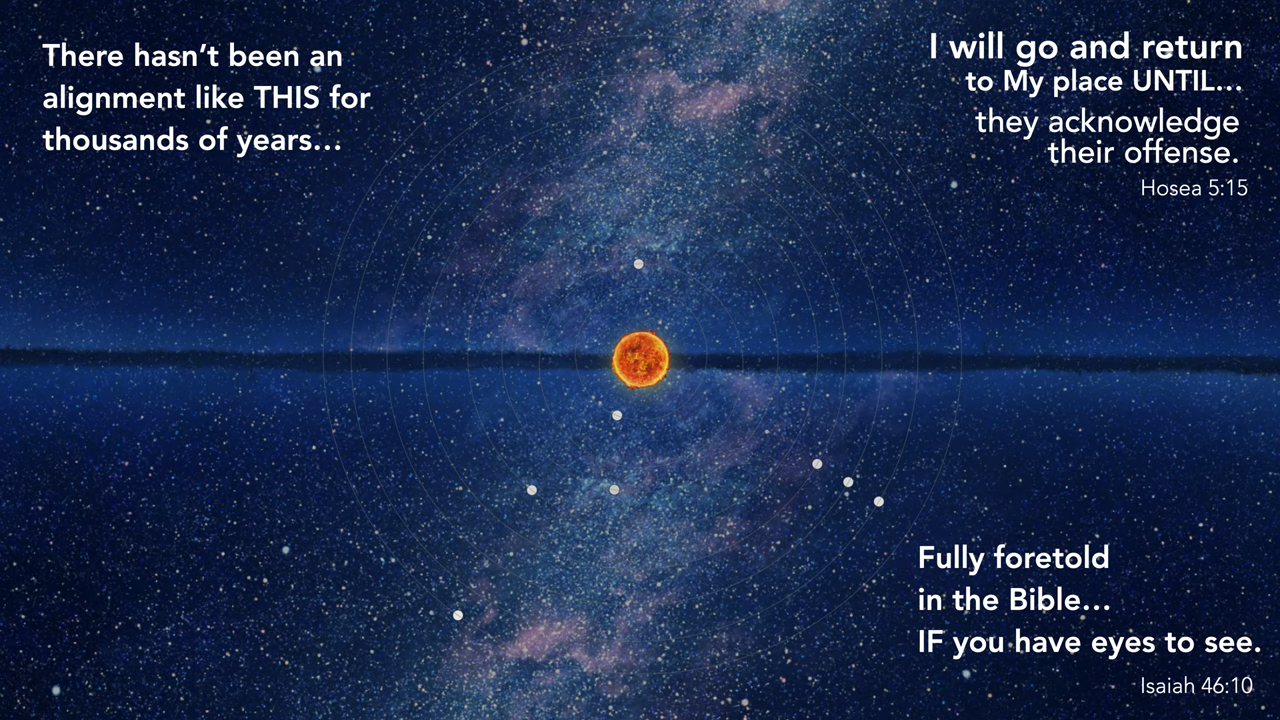 There hasn’t been an
alignment like THIS for
thousands of years…
I will go and return
to My place UNTIL…
they acknowledge
their offense.
Hosea 5:15
Fully foretold
in the Bible…
IF you have eyes to see.
Isaiah 46:10